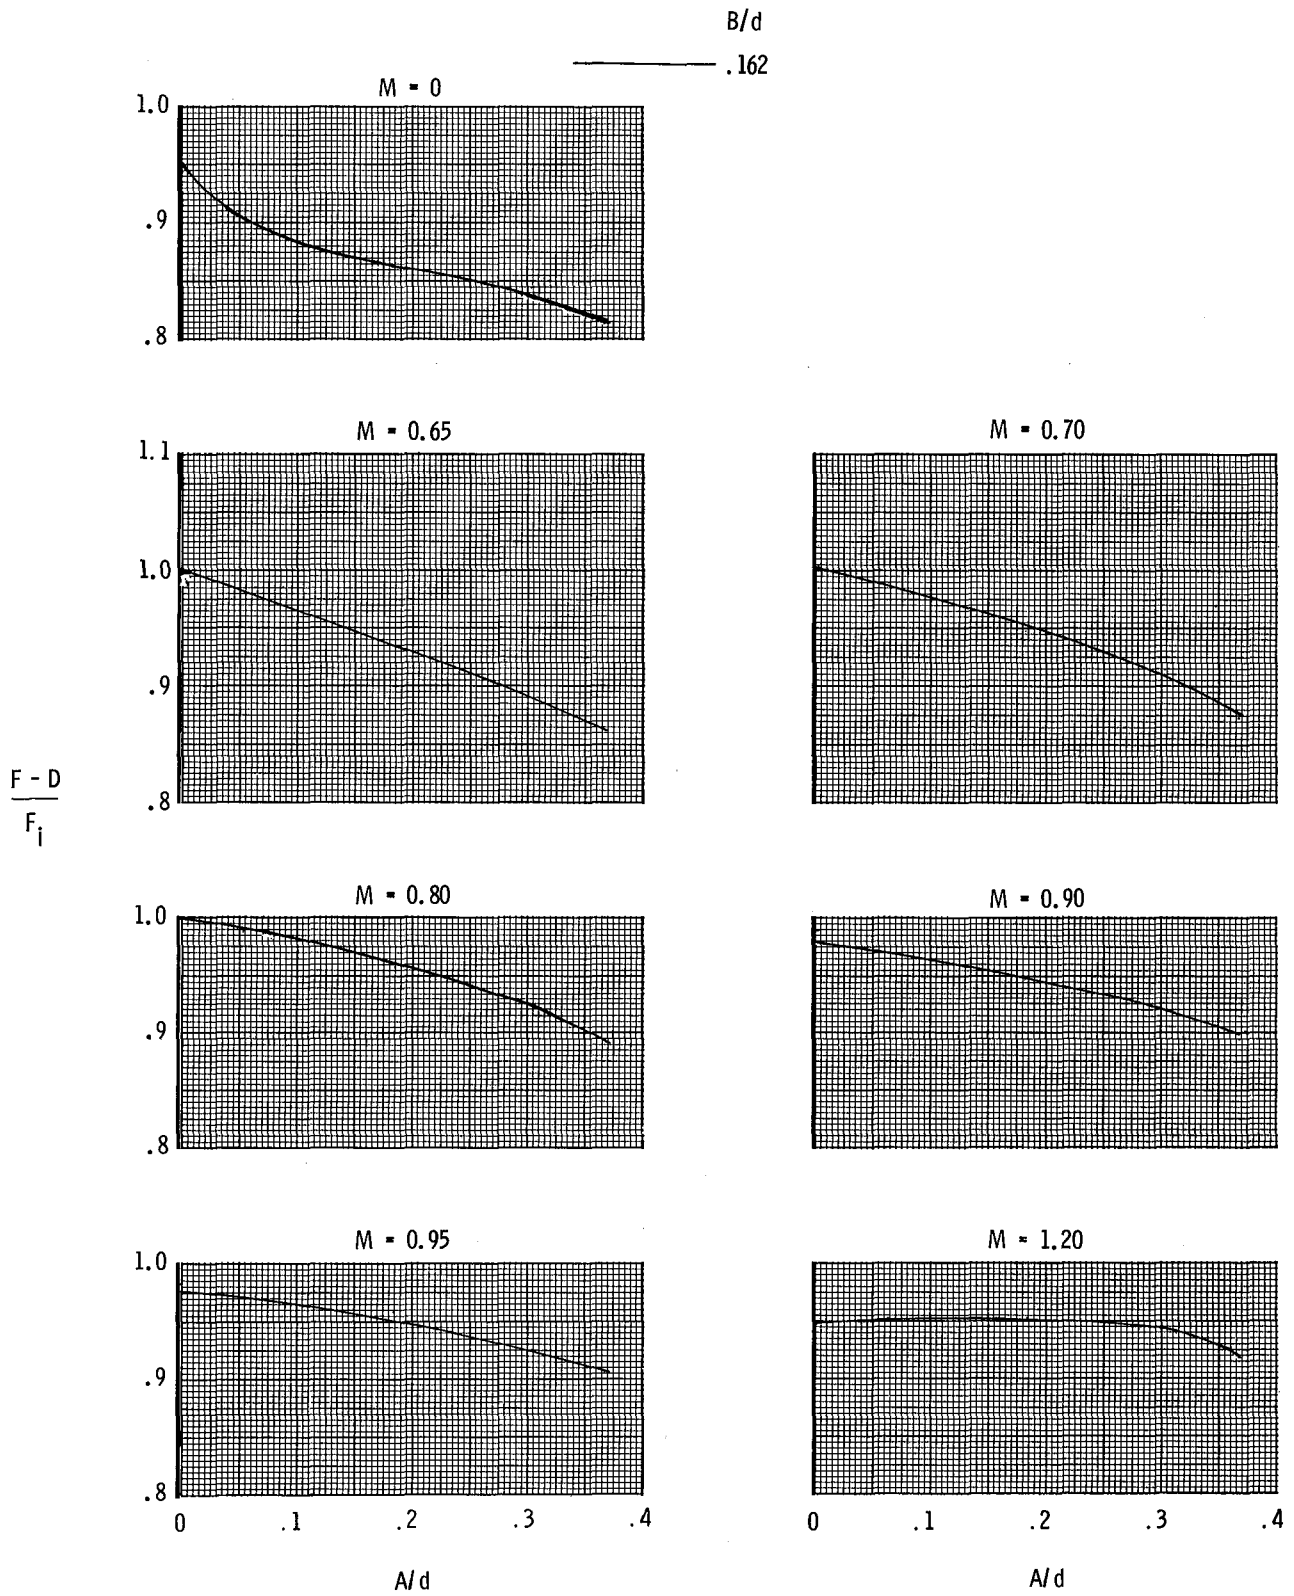 B/d
.162
M = 0
1.0
.9
.8
M = 0.65
M = 0.70
1.1
1.0
.9
.8
F - D
Fi
M = 0.80
M = 0.90
1.0
.9
.8
M = 0.95
M = 1.20
1.0
.9
.8
0 .1 .2 .3 .4
0 .1 .2 .3 .4
A/d
A/d